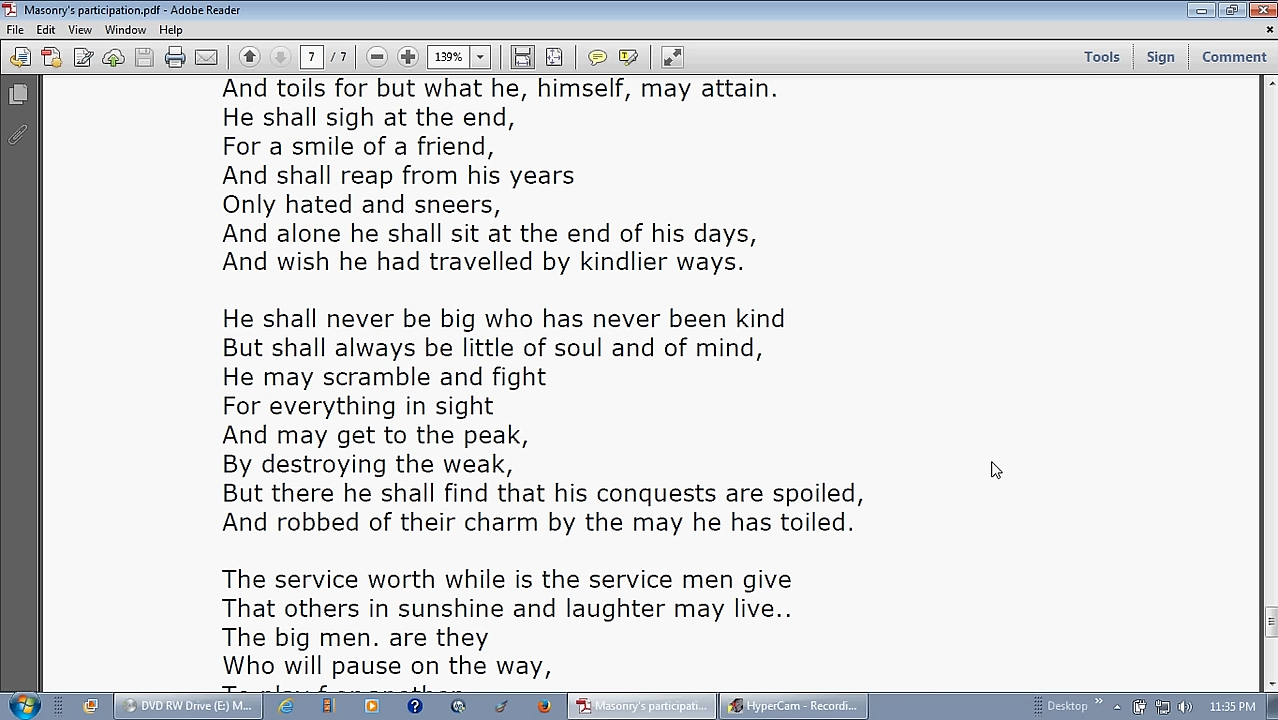 Masonry's participation.pdf - Adobe Reader
File Edit View Window Help
7 / 7 139% Tools Sign Comment
And toils for but what he, himself, may attain.
He shall sigh at the end,
For a smile of a friend,
And shall reap from his years
Only hated and sneers,
And alone he shall sit at the end of his days,
And wish he had travelled by kindlier ways.
He shall never be big who has never been kind
But shall always be little of soul and of mind,
He may scramble and fight
For everything in sight
And may get to the peak,
By destroying the weak,
But there he shall find that his conquests are spoiled,
And robbed of their charm by the may he has toiled.
The service worth while is the service men give
That others in sunshine and laughter may live..
The big men. are they
Who will pause on the way,
DVD RW Drive (E:) M... Masonry's participati... HyperCam - Recordi... Desktop 11:35 PM